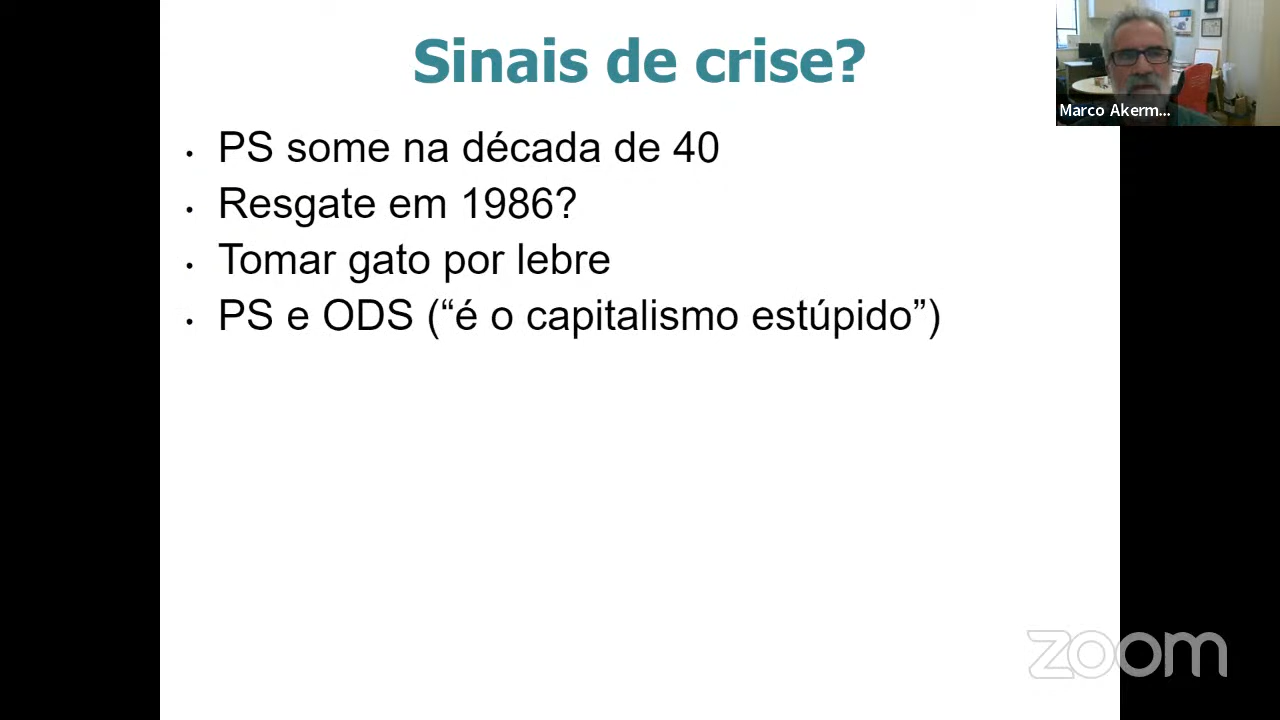 Sinais de crise?
Marco Akerm...
• PS some na década de 40
• Resgate em 1986?
• Tomar gato por lebre
• PS e ODS (“é o capitalismo estúpido”)
zoom